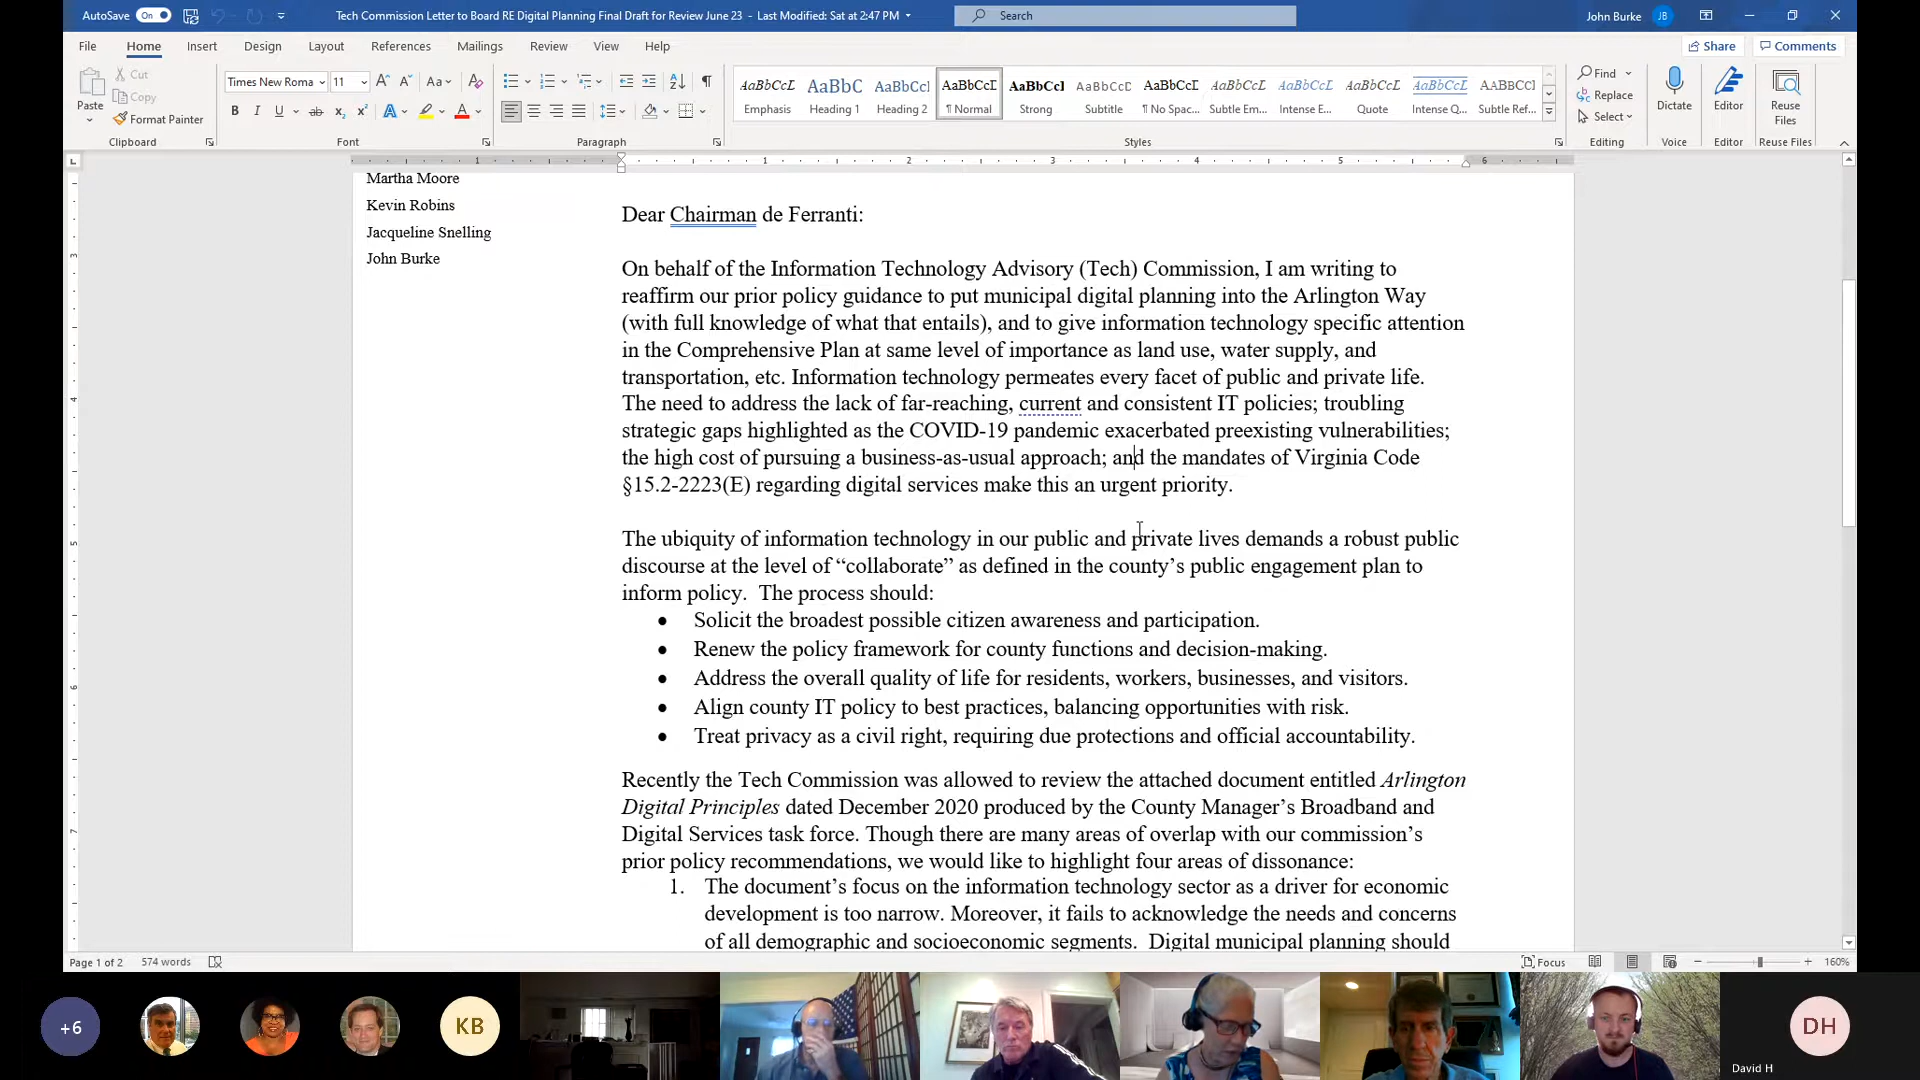 AutoSave On
Tech Commission Letter to Board RE Digital Planning Final Draft for Review June 23 - Last Modified: Sat at 2:47 PM
Search
John Burke JB
File Home Insert Design Layout References Mailings Review View Help
Share Comments
Paste
Cut
Copy
Format Painter
Clipboard
Times New Roma 11
Font
Paragraph
AaBbCcD Emphasis
AaBbC Heading 1
AaBbCcI Heading 2
AaBbCcD ¶ Normal
AaBbCcI Strong
AaBbCcD Subtitle
AaBbCcD ¶ No Spac...
AaBbCcD Subtle Em...
AaBbCcD Intense E...
AaBbCcD Quote
AaBbCcD Intense Q...
AABBCCI Subtle Ref...
Styles
Find
Replace
Select
Editing
Dictate
Voice
Editor
Editor
Reuse Files
Reuse Files
Martha Moore
Kevin Robins
Jacqueline Snelling
John Burke
Dear Chairman de Ferranti:
On behalf of the Information Technology Advisory (Tech) Commission, I am writing to
reaffirm our prior policy guidance to put municipal digital planning into the Arlington Way
(with full knowledge of what that entails), and to give information technology specific attention
in the Comprehensive Plan at same level of importance as land use, water supply, and
transportation, etc. Information technology permeates every facet of public and private life.
The need to address the lack of far-reaching, current and consistent IT policies; troubling
strategic gaps highlighted as the COVID-19 pandemic exacerbated preexisting vulnerabilities;
the high cost of pursuing a business-as-usual approach; and the mandates of Virginia Code
§15.2-2223(E) regarding digital services make this an urgent priority.
The ubiquity of information technology in our public and private lives demands a robust public
discourse at the level of “collaborate” as defined in the county’s public engagement plan to
inform policy.  The process should:
• Solicit the broadest possible citizen awareness and participation.
• Renew the policy framework for county functions and decision-making.
• Address the overall quality of life for residents, workers, businesses, and visitors.
• Align county IT policy to best practices, balancing opportunities with risk.
• Treat privacy as a civil right, requiring due protections and official accountability.
Recently the Tech Commission was allowed to review the attached document entitled Arlington
Digital Principles dated December 2020 produced by the County Manager’s Broadband and
Digital Services task force. Though there are many areas of overlap with our commission’s
prior policy recommendations, we would like to highlight four areas of dissonance:
1. The document’s focus on the information technology sector as a driver for economic
development is too narrow. Moreover, it fails to acknowledge the needs and concerns
of all demographic and socioeconomic segments.  Digital municipal planning should
Page 1 of 2 574 words
Focus
160%
+6
KB
DH
David H